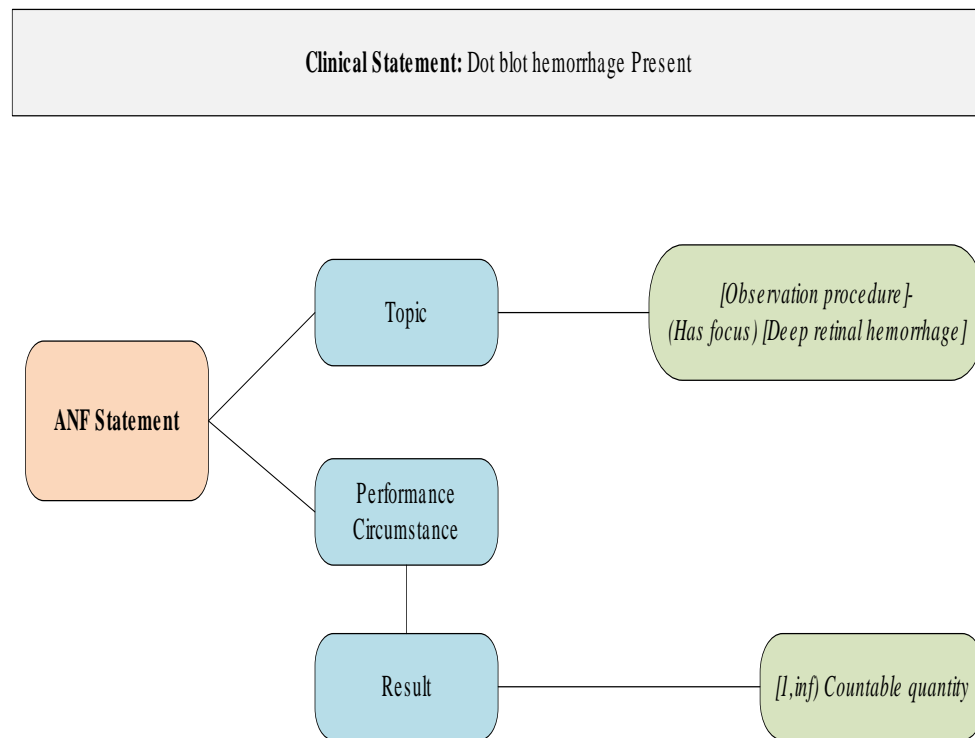 Clinical Statement: Dot blot hemorrhage Present
[Observation procedure]-
Topic
(Has focus) [Deep retinal hemorrhage]
ANF Statement
Performance
Circumstance
Result
[1,inf) Countable quantity